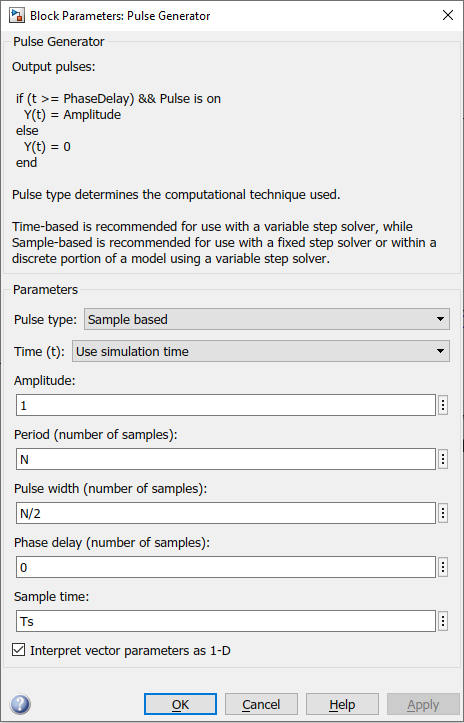 Block Parameters: Pulse Generator
Pulse Generator
Output pulses:
if (t >= PhaseDelay) && Pulse is on
Y(t) = Amplitude
else
Y(t) = 0
end
Pulse type determines the computational technique used.
Time-based is recommended for use with a variable step solver, while
Sample-based is recommended for use with a fixed step solver or within a
discrete portion of a model using a variable step solver.
Parameters
Pulse type: Sample based
Time (t): Use simulation time
Amplitude:
1
Period (number of samples):
N
Pulse width (number of samples):
N/2
Phase delay (number of samples):
0
Sample time:
Ts
Interpret vector parameters as 1-D
? OK Cancel Help Apply